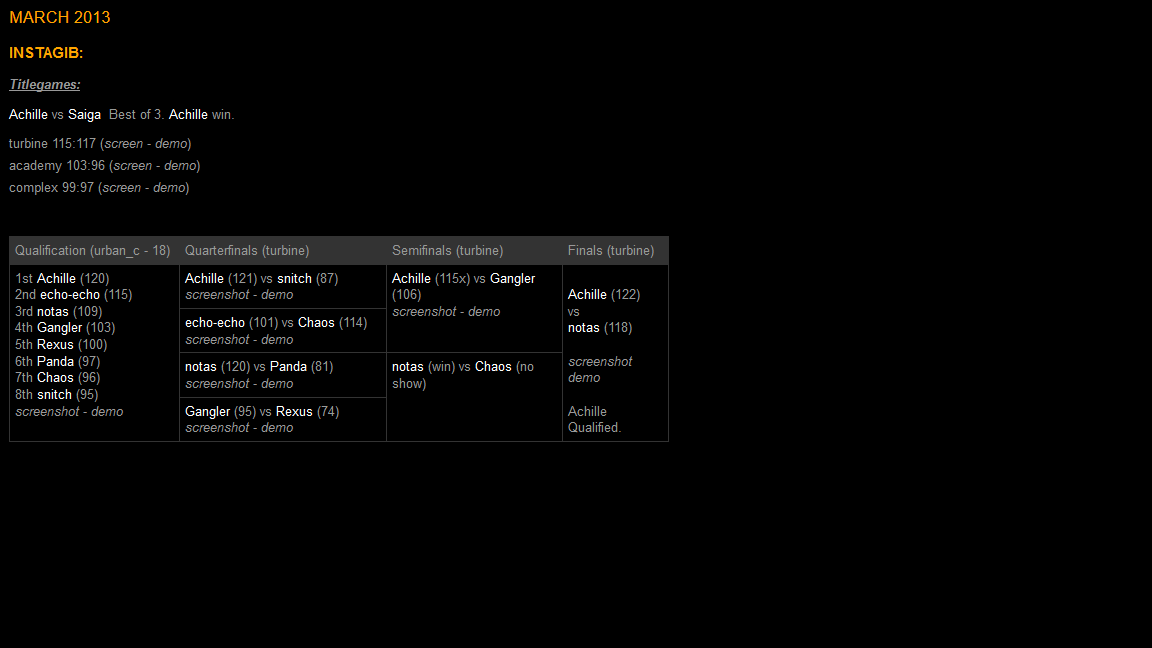 MARCH 2013
INSTAGIB:
Titlegames:
Achille vs Saiga  Best of 3. Achille win.
turbine 115:117 (screen - demo)
academy 103:96 (screen - demo)
complex 99:97 (screen - demo)
Qualification (urban_c - 18)
1st Achille (120)
2nd echo-echo (115)
3rd notas (109)
4th Gangler (103)
5th Rexus (100)
6th Panda (97)
7th Chaos (96)
8th snitch (95)
screenshot - demo
Quarterfinals (turbine)
Achille (121) vs snitch (87)
screenshot - demo
echo-echo (101) vs Chaos (114)
screenshot - demo
notas (120) vs Panda (81)
screenshot - demo
Gangler (95) vs Rexus (74)
screenshot - demo
Semifinals (turbine)
Achille (115x) vs Gangler
(106)
screenshot - demo
notas (win) vs Chaos (no
show)
Finals (turbine)
Achille (122)
vs
notas (118)
screenshot
demo
Achille
Qualified.